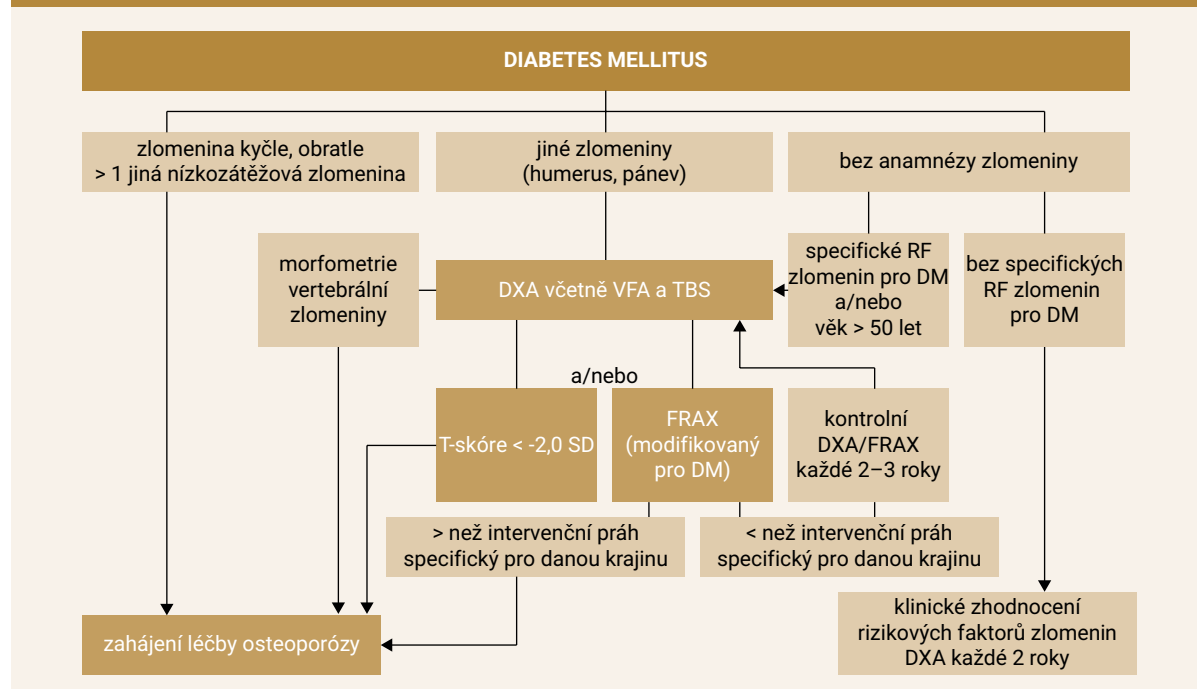 DIABETES MELLITUS
zlomenina kyčle, obratle
> 1 jiná nízkozátěžová zlomenina
jiné zlomeniny
(humerus, pánev)
bez anamnézy zlomeniny
morfometrie
vertebrální
zlomeniny
DXA včetně VFA a TBS
specifické RF
zlomenin pro DM
a/nebo
věk > 50 let
bez specifických
RF zlomenin
pro DM
a/nebo
T-skóre < -2,0 SD
FRAX
(modifikovaný
pro DM)
kontrolní
DXA/FRAX
každé 2–3 roky
> než intervenční práh
specifický pro danou krajinu
< než intervenční práh
specifický pro danou krajinu
zahájení léčby osteoporózy
klinické zhodnocení
rizikových faktorů zlomenin
DXA každé 2 roky